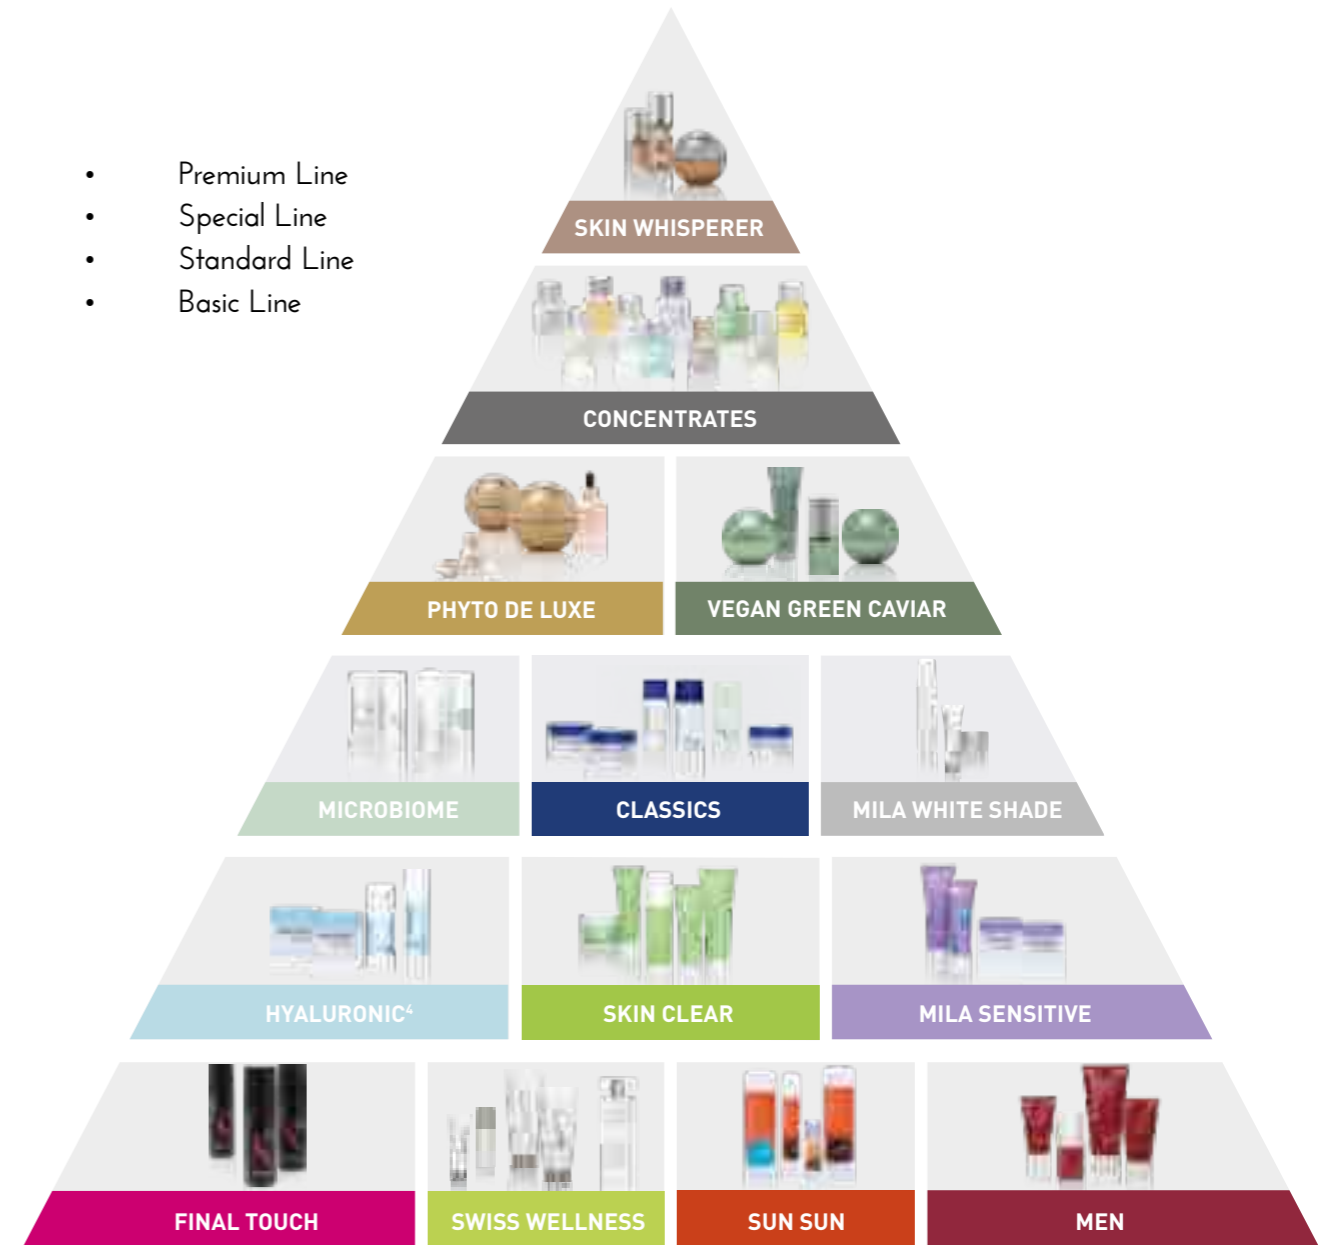 • Premium Line
• Special Line
• Standard Line
• Basic Line
SKIN WHISPERER
CONCENTRATES
PHYTO DE LUXE
VEGAN GREEN CAVIAR
MICROBIOME
CLASSICS
MILA WHITE SHADE
HYALURONIC⁴
SKIN CLEAR
MILA SENSITIVE
FINAL TOUCH
SWISS WELLNESS
SUN SUN
MEN